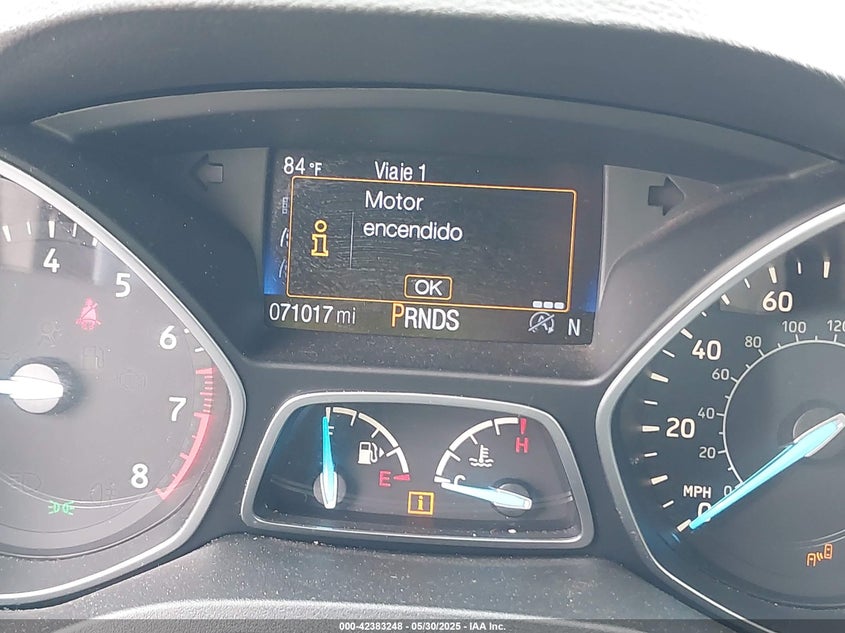 84°F Viaje 1
Motor
encendido
i
OK
071017 mi PRNDS N
4
5
6
7
8
F
E
i
C
H
60
40
20
MPH
0
120
100
80
60
40
20
0
000-42383248 - 05/30/2025 - IAA Inc.